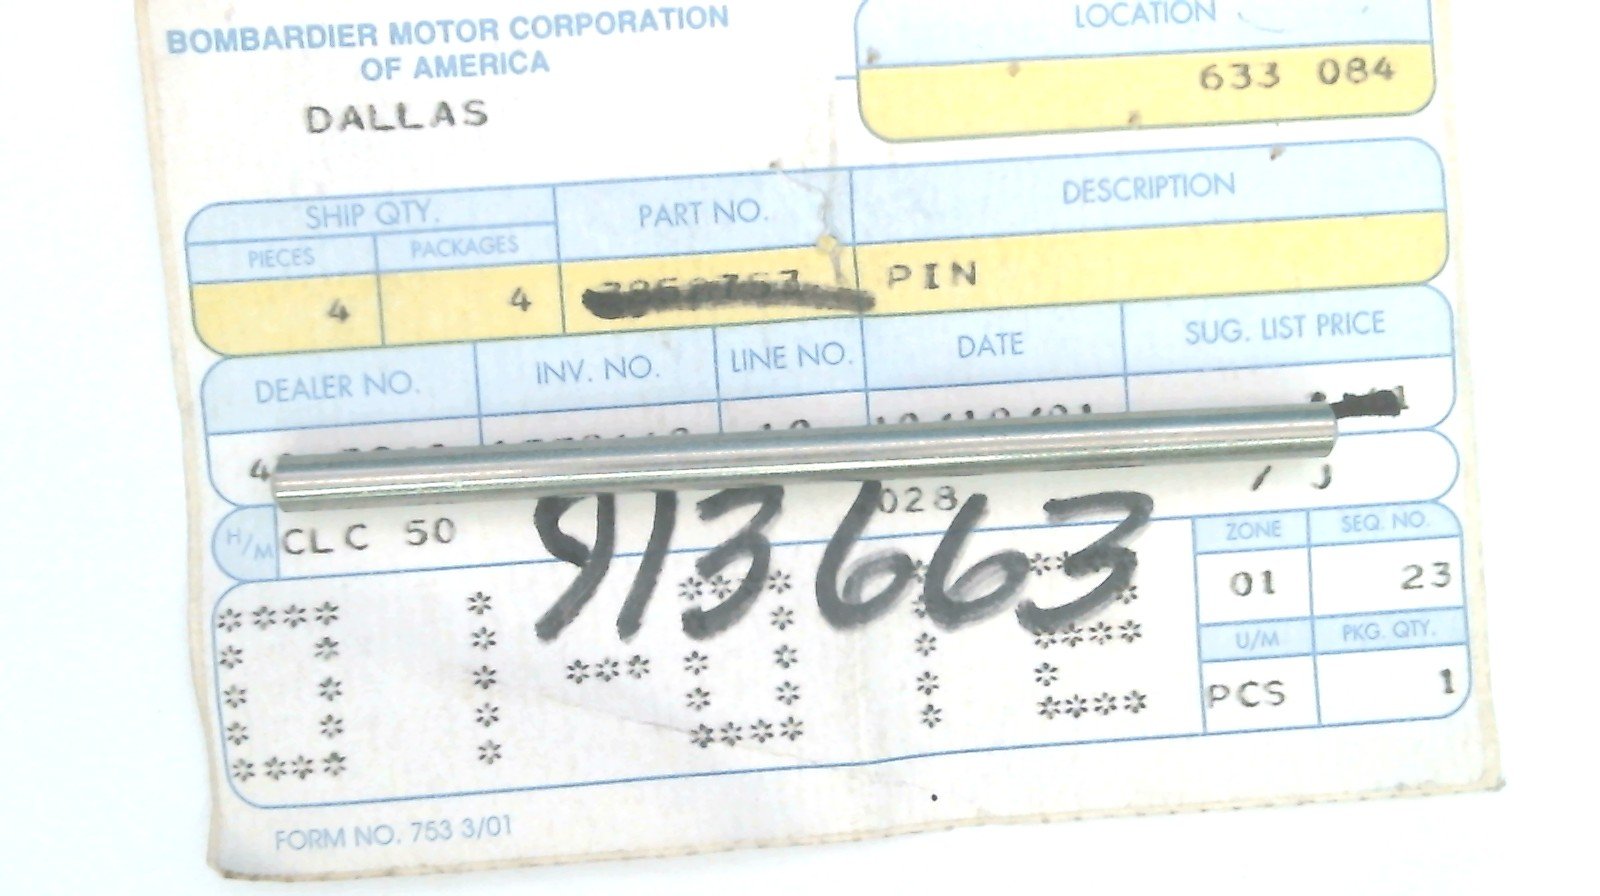 BOMBARDIER MOTOR CORPORATION
OF AMERICA
DALLAS
LOCATION
633 084
SHIP QTY.
PIECES PACKAGES PART NO. DESCRIPTION
4 4 PIN
DEALER NO. INV. NO. LINE NO. DATE SUG. LIST PRICE
028
H/M CLC 50
913663
ZONE SEQ. NO.
01 23
U/M PKG. QTY.
PCS 1
FORM NO. 753 3/01